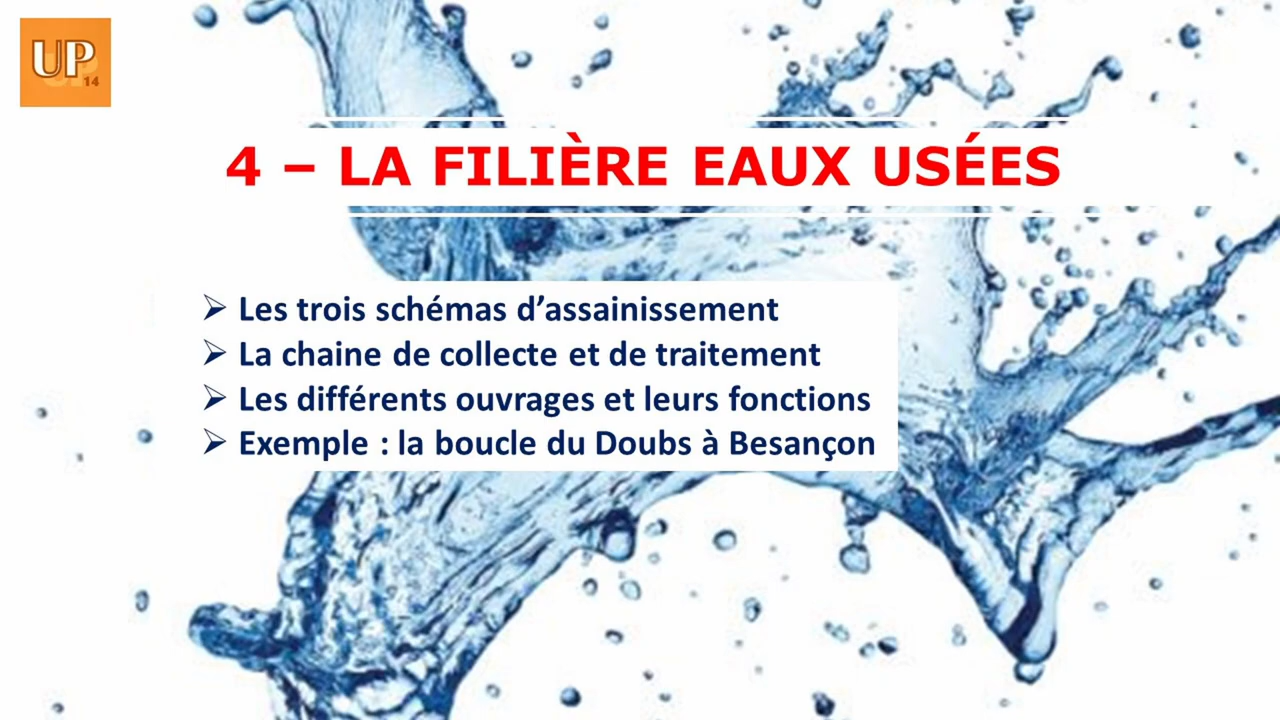 UP
14
4 – LA FILIÈRE EAUX USÉES
➢ Les trois schémas d’assainissement
➢ La chaine de collecte et de traitement
➢ Les différents ouvrages et leurs fonctions
➢ Exemple : la boucle du Doubs à Besançon